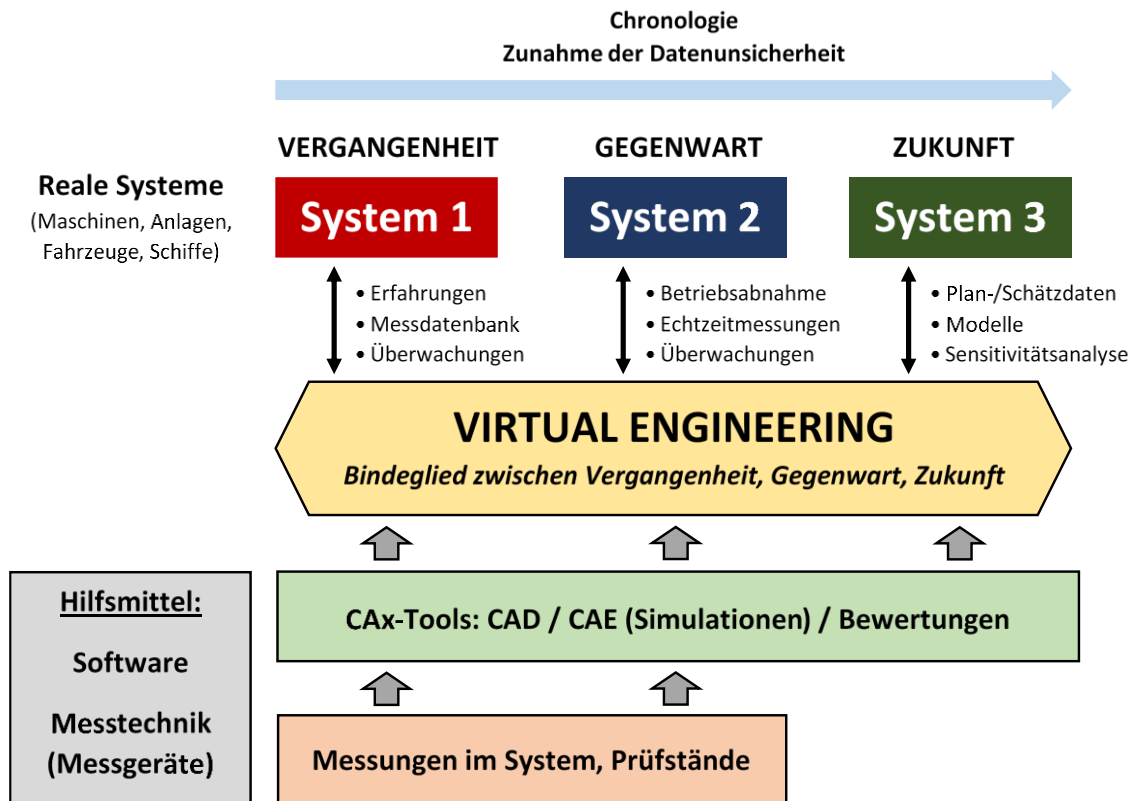 Chronologie
Zunahme der Datenunsicherheit
VERGANGENHEIT
GEGENWART
ZUKUNFT
Reale Systeme
(Maschinen, Anlagen,
Fahrzeuge, Schiffe)
System 1
System 2
System 3
• Erfahrungen
• Messdatenbank
• Überwachungen
• Betriebsabnahme
• Echtzeitmessungen
• Überwachungen
• Plan-/Schätzdaten
• Modelle
• Sensitivitätsanalyse
VIRTUAL ENGINEERING
Bindeglied zwischen Vergangenheit, Gegenwart, Zukunft
Hilfsmittel:
Software
Messtechnik
(Messgeräte)
CAx-Tools: CAD / CAE (Simulationen) / Bewertungen
Messungen im System, Prüfstände